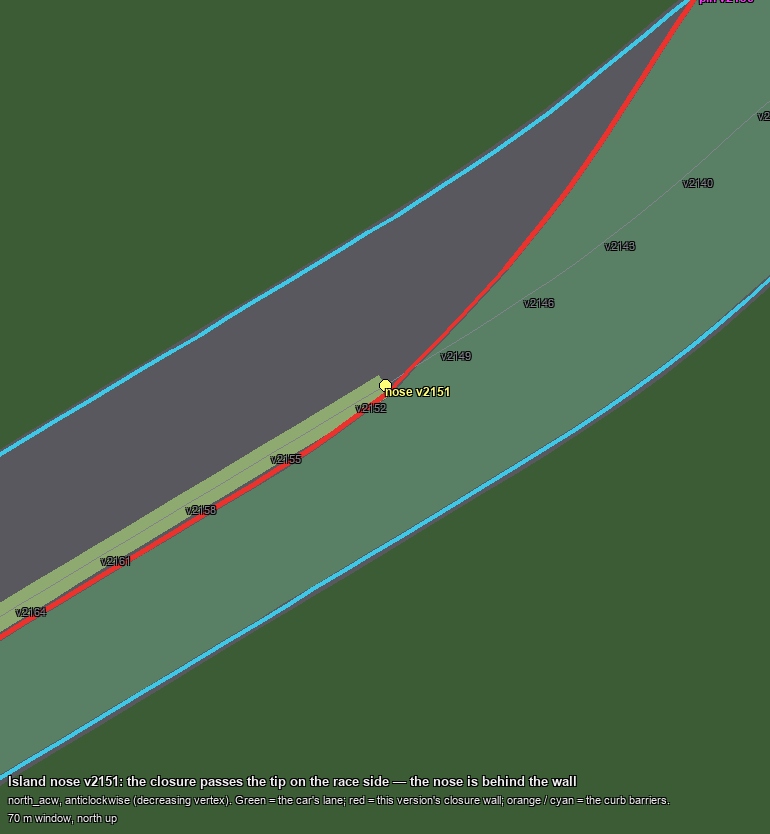 v2140
v2143
v2146
v2149
nose v2151
v2152
v2155
v2158
v2161
v2164
Island nose v2151: the closure passes the tip on the race side — the nose is behind the wall
north_acw, anticlockwise (decreasing vertex). Green = the car's lane; red = this version's closure wall; orange / cyan = the curb barriers.
70 m window, north up